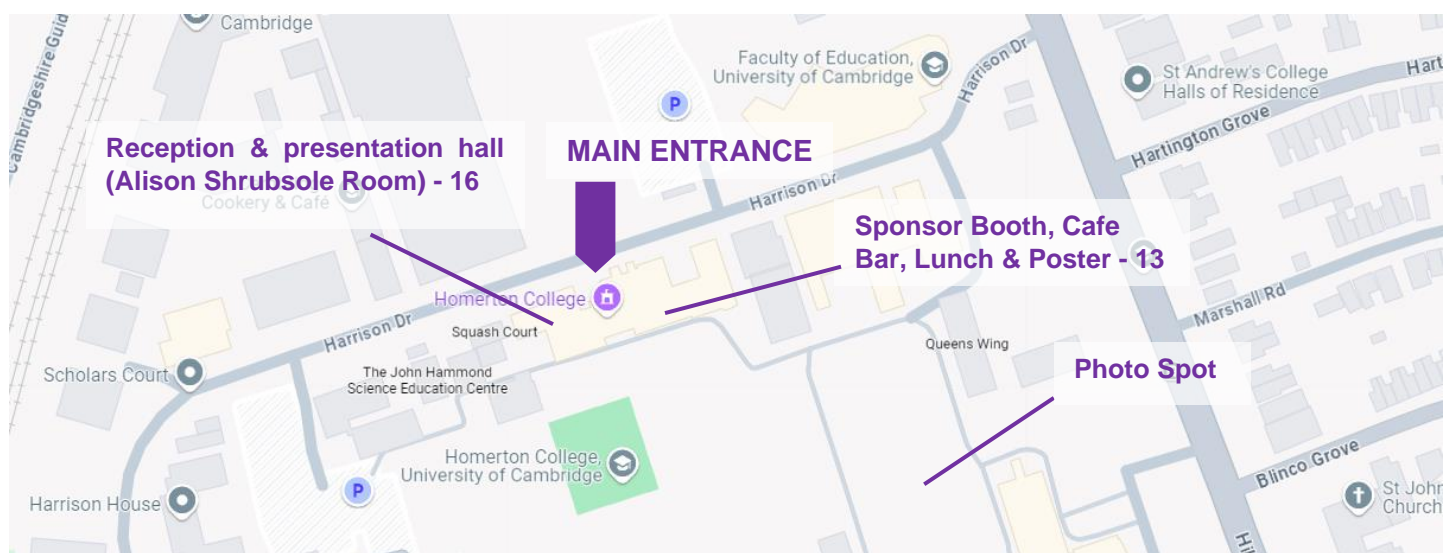 Cambridgeshire Guid
Cambridge
Faculty of Education,
University of Cambridge
Harrison Dr
St Andrew's College
Halls of Residence
Hart
Hartington Grove
P
Reception & presentation hall
(Alison Shrubsole Room) - 16
Cookery & Café
MAIN ENTRANCE
Harrison Dr
Sponsor Booth, Cafe
Bar, Lunch & Poster - 13
Homerton College
Squash Court
Harrison Dr
Marshall Rd
Queens Wing
Scholars Court
The John Hammond
Science Education Centre
Photo Spot
Homerton College,
University of Cambridge
P
Harrison House
Blinco Grove
St John
Church
Hil